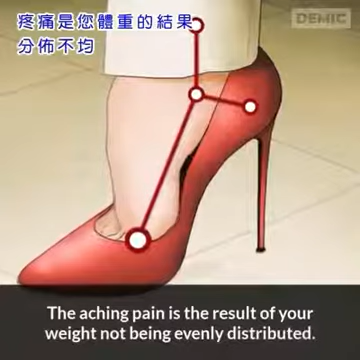 疼痛是您體重的結果
分佈不均
DEMIC
The aching pain is the result of your
weight not being evenly distributed.